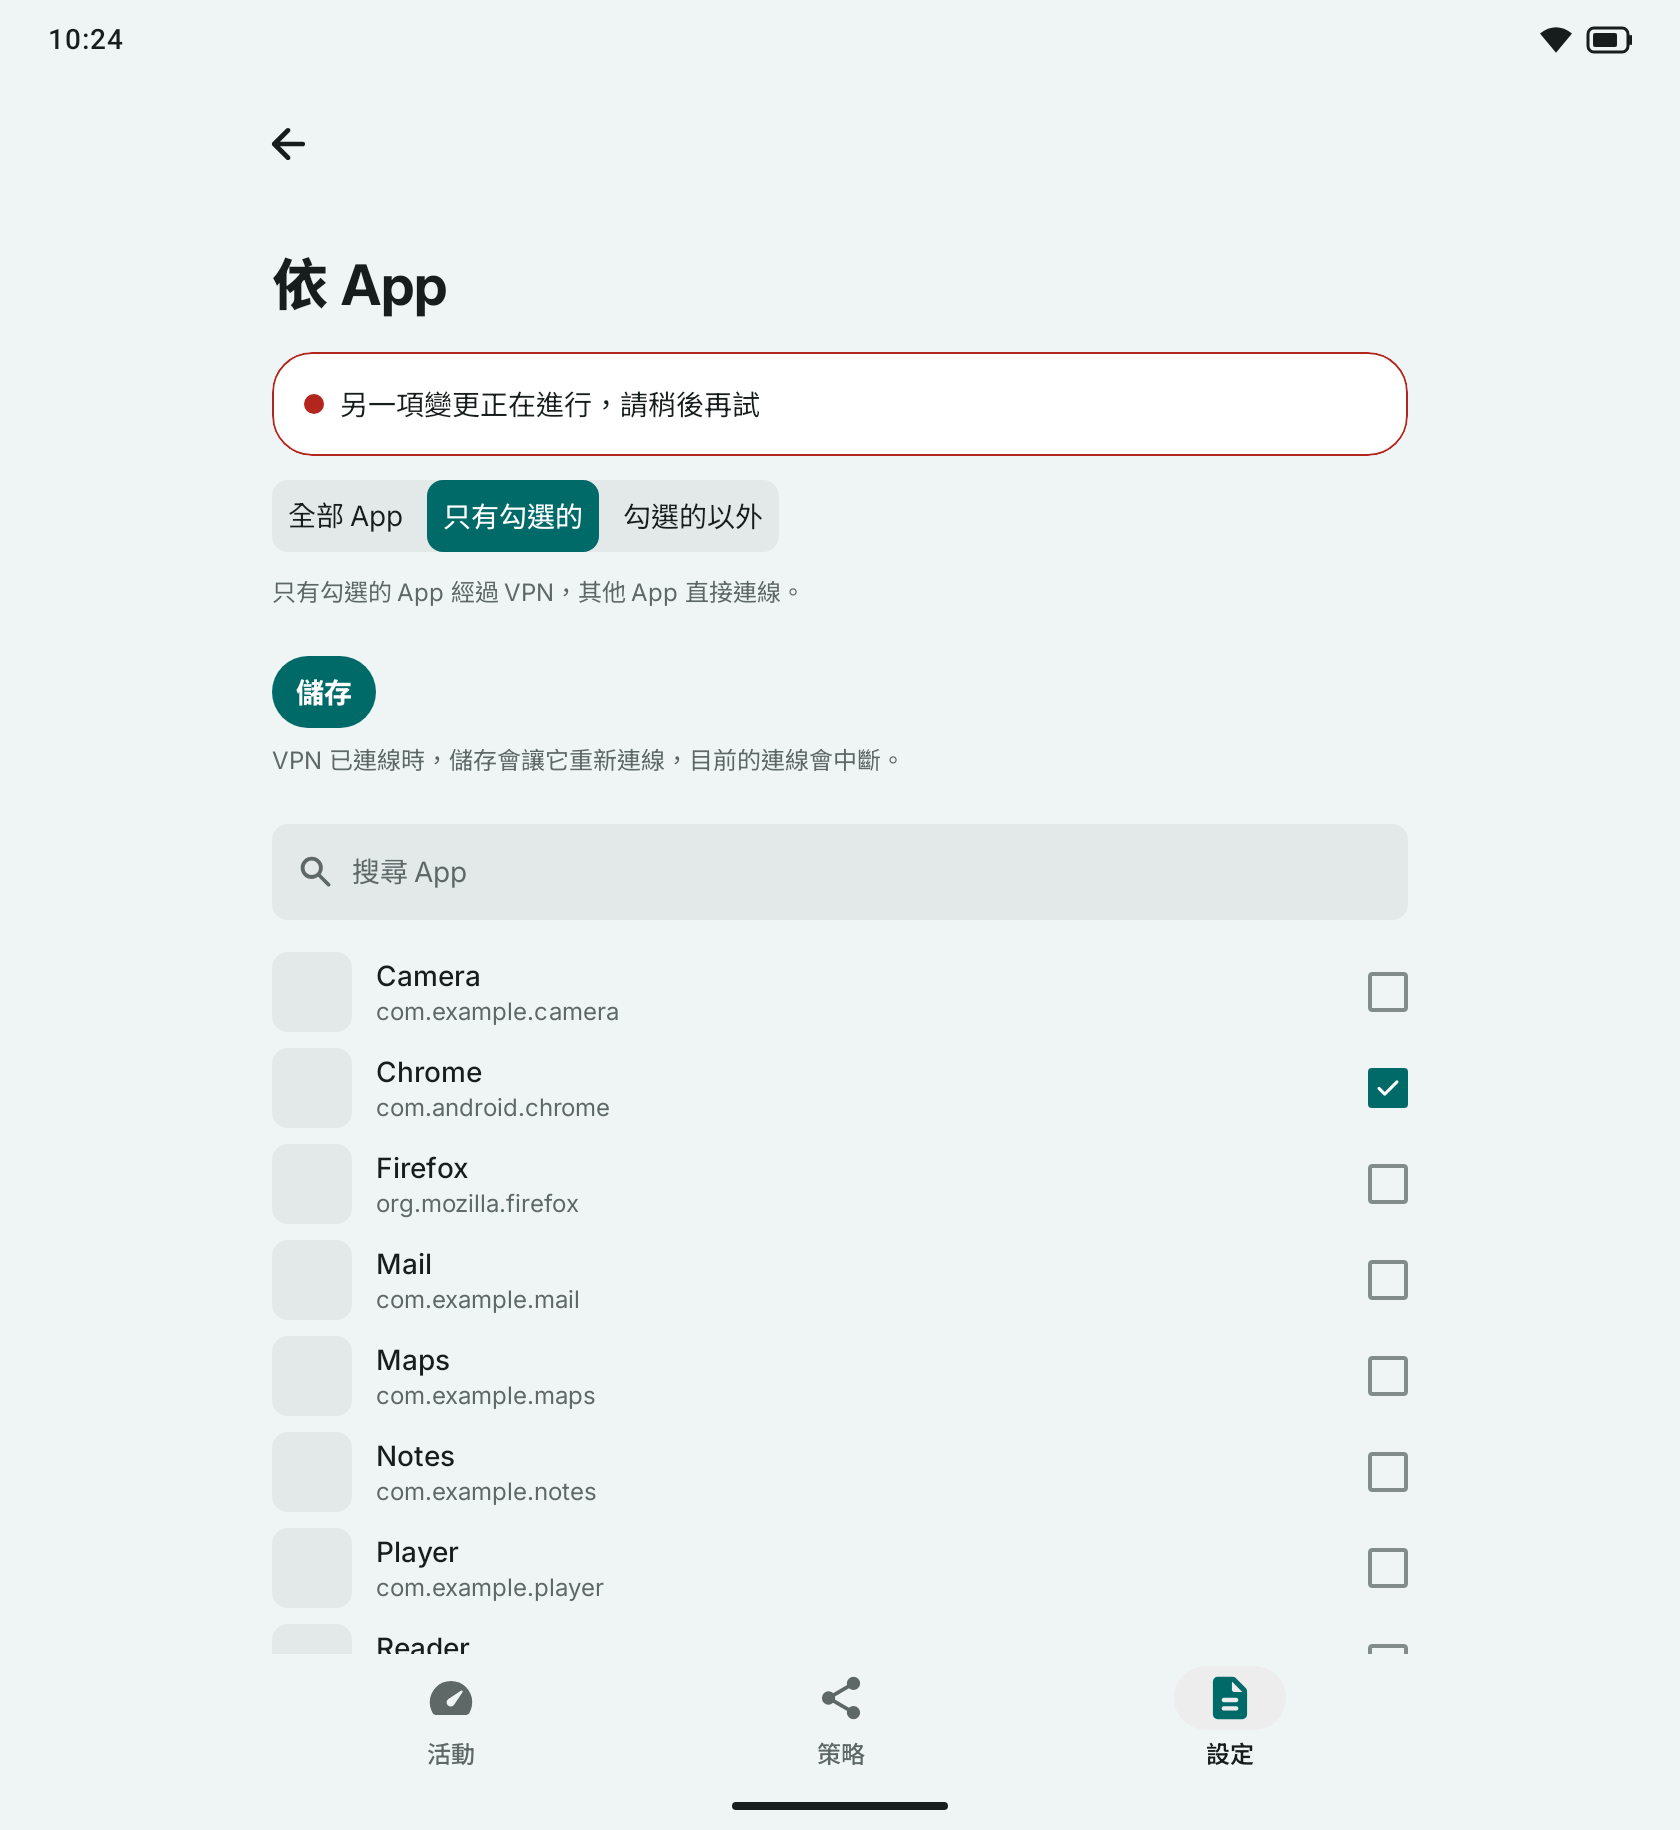 10:24
依 App
另一項變更正在進行，請稍後再試
全部 App
只有勾選的
勾選的以外
只有勾選的 App 經過 VPN，其他 App 直接連線。
儲存
VPN 已連線時，儲存會讓它重新連線，目前的連線會中斷。
搜尋 App
Camera
com.example.camera
Chrome
com.android.chrome
Firefox
org.mozilla.firefox
Mail
com.example.mail
Maps
com.example.maps
Notes
com.example.notes
Player
com.example.player
Reader
活動
策略
設定